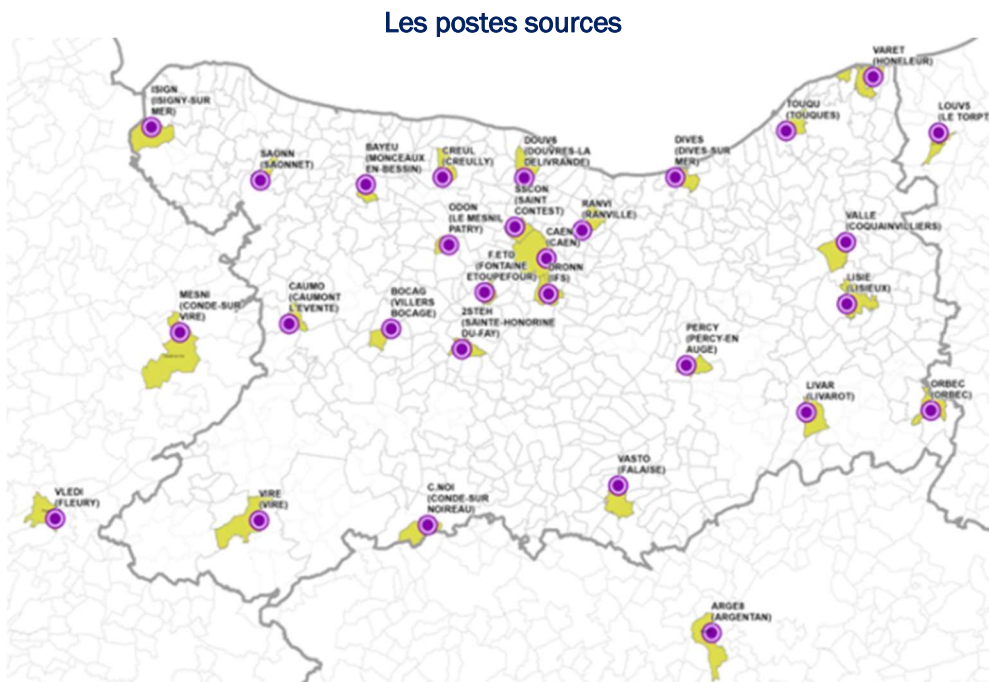 Les postes sources
VARET
(HONFLEUR)
ISIGN
(ISIGNY-SUR
MER)
TOUQU
(TOUQUES)
LOUV5
(LE TORPT
SAONN
(SAONNET)
BAYEU
(MONCEAUX
EN-BESSIN)
CREUL
(CREULLY)
DOUV6
(DOUVRES-LA
DELIVRANDE)
DIVES
(DIVES-SUR
MER)
SSCON
(SAINT
CONTEST)
RANVI
(RANVILLE)
ODON
(LE MESNIL
PATRY)
VALLE
(COQUAINVILLIERS)
CAEN
(CAEN)
F.ETO
(FONTAINE
ETOUPEFOUR)
DRONN
(IFS)
LISIE
(LISIEUX)
MESNI
(CONDE-SUR
VIRE)
CAUMO
(CAUMONT
L'EVENTE)
BOCAG
(VILLERS
BOCAGE)
2STEH
(SAINTE-HONORINE
DU-FAY)
PERCY
(PERCY-EN
AUGE)
LIVAR
(LIVAROT)
ORBEC
(ORBEC)
VASTO
(FALAISE)
VLEDI
(FLEURY)
VIRE
(VIRE)
C.NOI
(CONDE-SUR
NOIREAU)
ARGE8
(ARGENTAN)